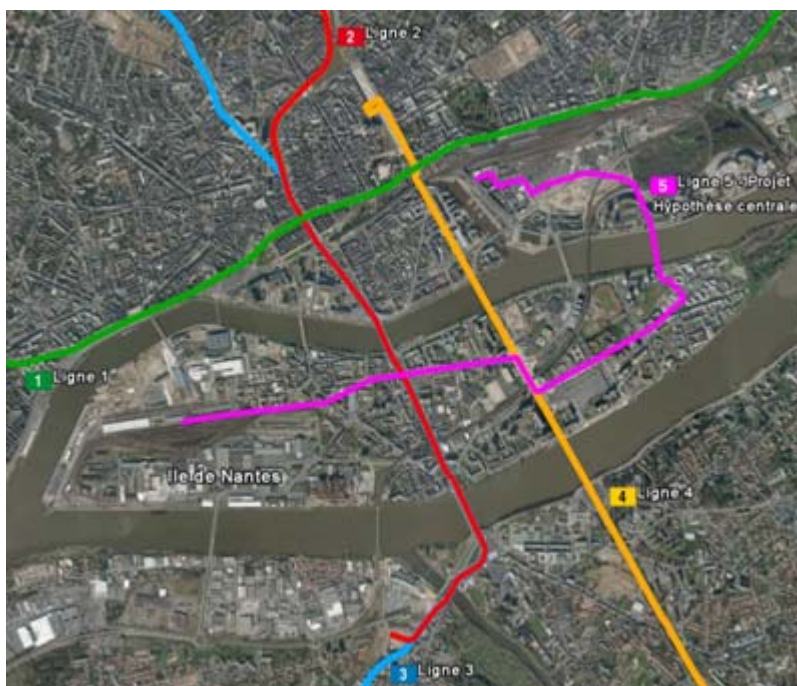 2 Ligne 2
5 Ligne 5 - Projet
Hypothèse centrale
1 Ligne 1
Ile de Nantes
4 Ligne 4
3 Ligne 3